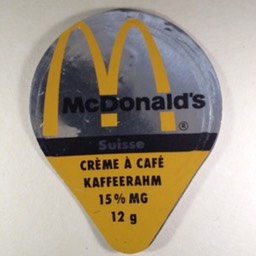 McDonald's
®
Suisse
CRÈME À CAFÉ
KAFFEERAHM
15% MG
12 g